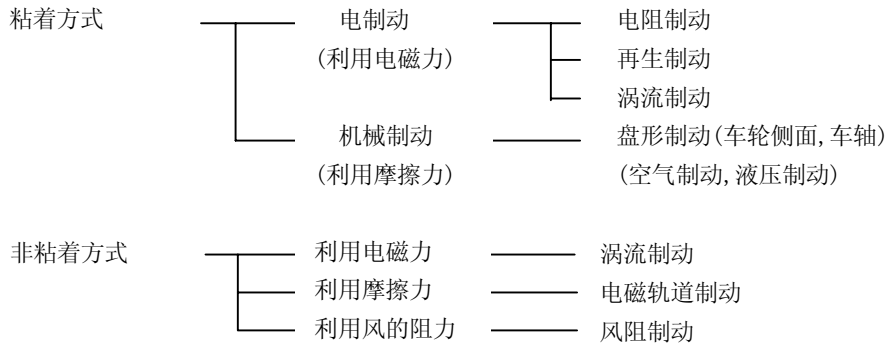 粘着方式 电制动 电阻制动
(利用电磁力) 再生制动
涡流制动
机械制动 盘形制动(车轮侧面,车轴)
(利用摩擦力) (空气制动,液压制动)
非粘着方式 利用电磁力 涡流制动
利用摩擦力 电磁轨道制动
利用风的阻力 风阻制动